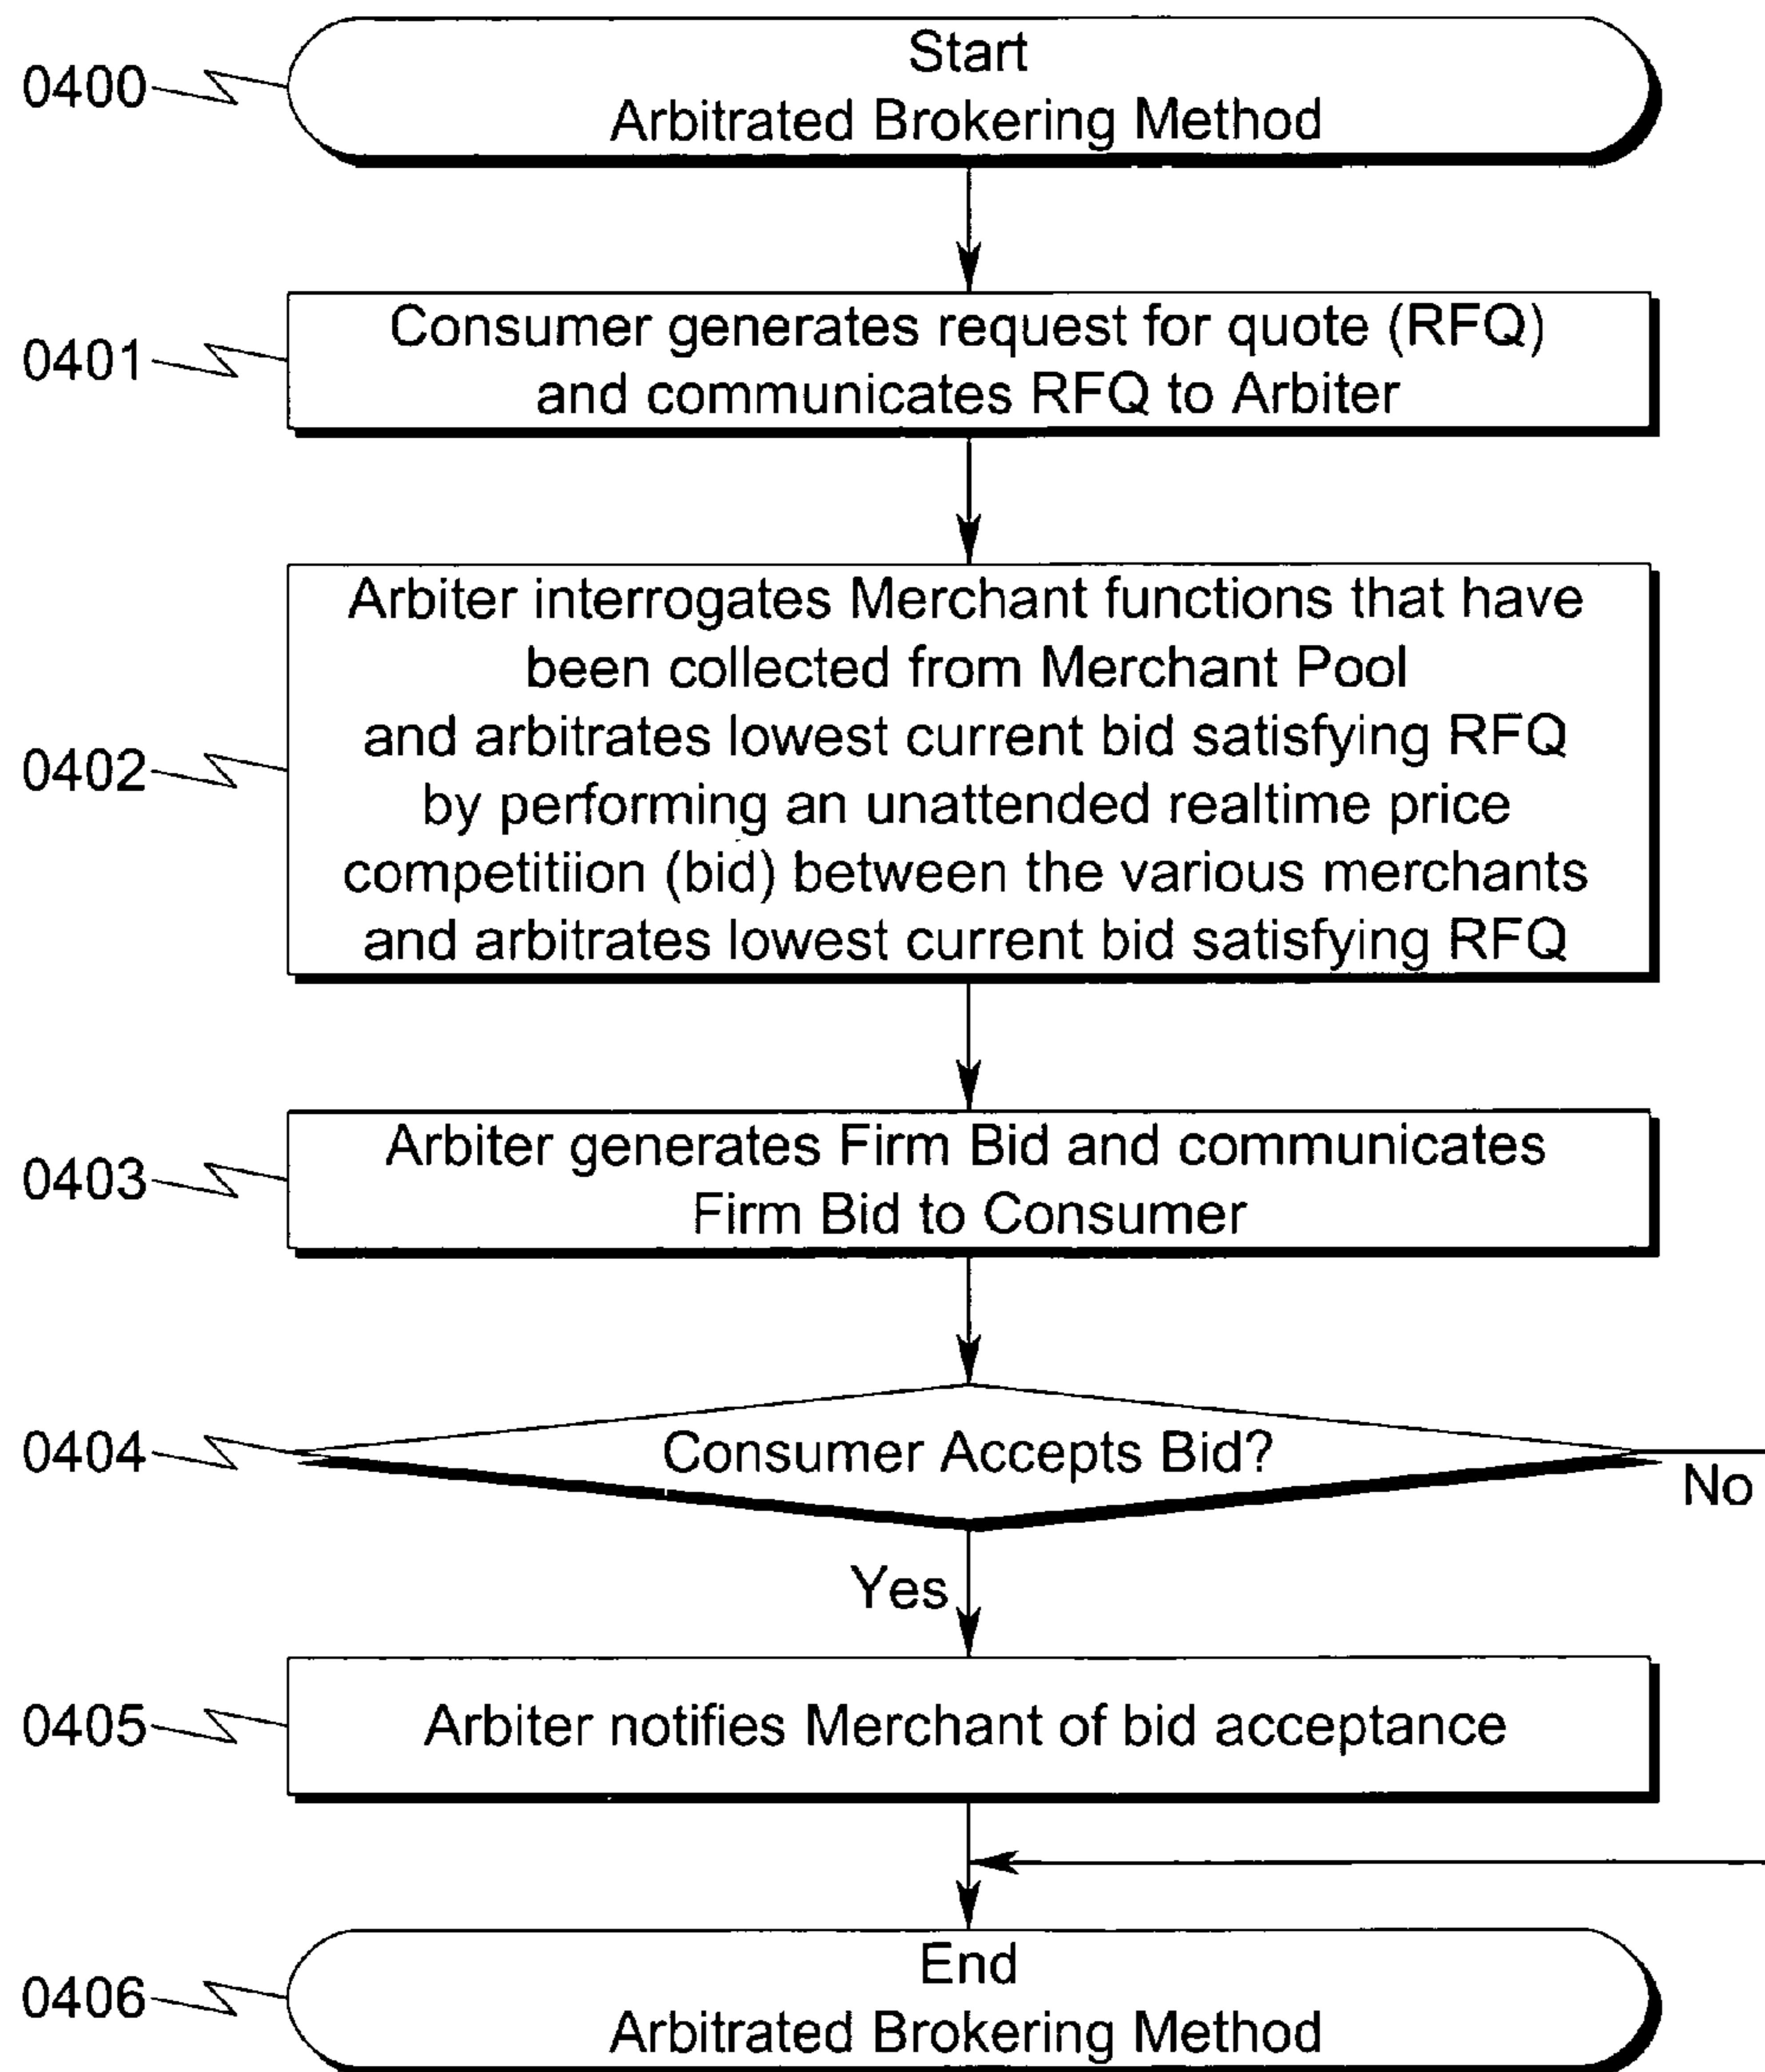 0400
Start
Arbitrated Brokering Method
0401
Consumer generates request for quote (RFQ)
and communicates RFQ to Arbiter
0402
Arbiter interrogates Merchant functions that have
been collected from Merchant Pool
and arbitrates lowest current bid satisfying RFQ
by performing an unattended realtime price
competitiion (bid) between the various merchants
and arbitrates lowest current bid satisfying RFQ
0403
Arbiter generates Firm Bid and communicates
Firm Bid to Consumer
0404
Consumer Accepts Bid?
No
Yes
0405
Arbiter notifies Merchant of bid acceptance
0406
End
Arbitrated Brokering Method